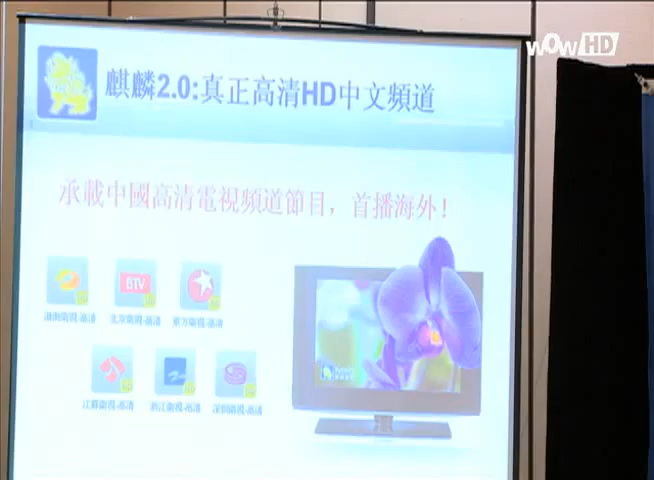 wOwHD
麒麟2.0:真正高清HD中文頻道
承載中國高清電視頻道節目，首播海外！
BTV
湖南衛視-高清 北京衛視-高清 東方衛視-高清
江蘇衛視-高清 浙江衛視-高清 深圳衛視-高清